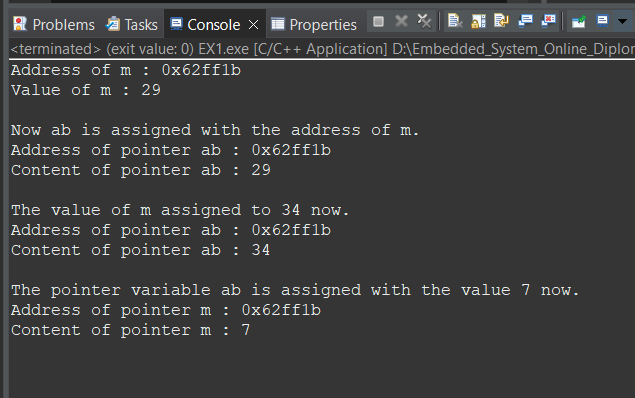 Problems Tasks Console Properties
<terminated> (exit value: 0) EX1.exe [C/C++ Application] D:\Embedded_System_Online_Diplor
Address of m : 0x62ff1b
Value of m : 29
Now ab is assigned with the address of m.
Address of pointer ab : 0x62ff1b
Content of pointer ab : 29
The value of m assigned to 34 now.
Address of pointer ab : 0x62ff1b
Content of pointer ab : 34
The pointer variable ab is assigned with the value 7 now.
Address of pointer m : 0x62ff1b
Content of pointer m : 7